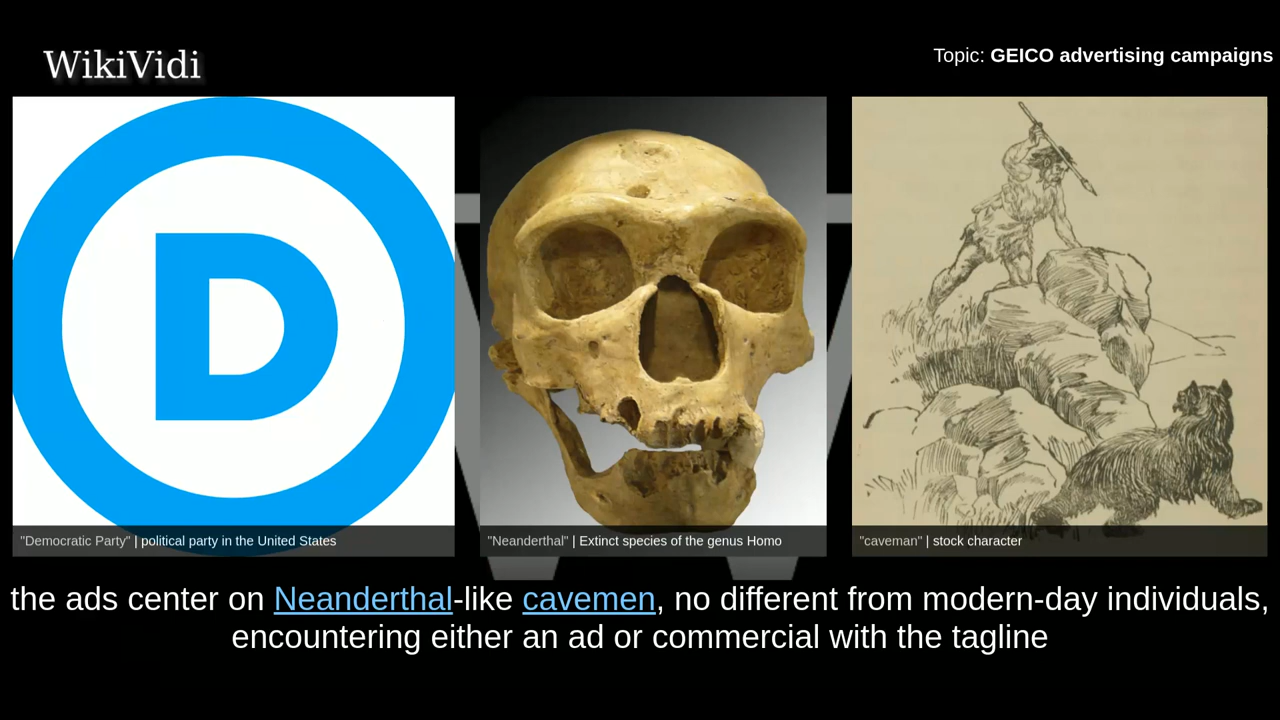 WikiVidi
Topic: GEICO advertising campaigns
D
"Democratic Party" | political party in the United States
"Neanderthal" | Extinct species of the genus Homo
"caveman" | stock character
the ads center on Neanderthal-like cavemen, no different from modern-day individuals,
encountering either an ad or commercial with the tagline